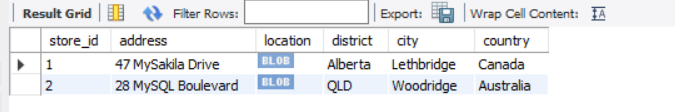 Result Grid Filter Rows: Export: Wrap Cell Content: IA
store_id address location district city country
1 47 MySakila Drive BLOB Alberta Lethbridge Canada
2 28 MySQL Boulevard BLOB QLD Woodridge Australia